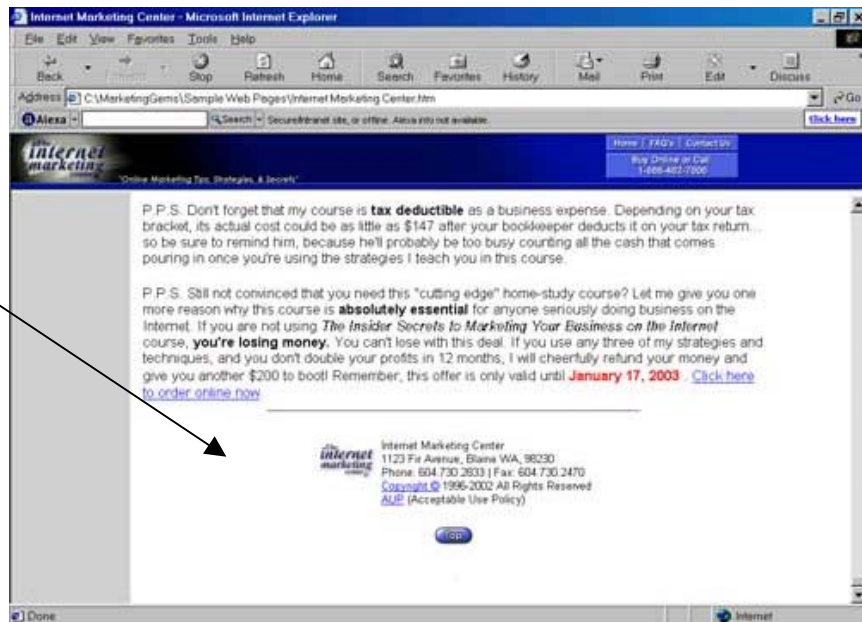 Internet Marketing Center - Microsoft Internet Explorer
File Edit View Favorites Tools Help
Back Stop Refresh Home Search Favorites History Mail Print Edit Discuss
Address C:\MarketingGems\Sample Web Pages\Internet Marketing Center.htm Go
Alexa Search Secured/intranet site, or offline. Alexa info not available. Click here
the internet marketing
"Online Marketing Tips, Strategies, & Secrets"
Home | FAQ's | Contact Us
Buy Online or Call
P.P.S. Don't forget that my course is tax deductible as a business expense. Depending on your tax
bracket, its actual cost could be as little as $147 after your bookkeeper deducts it on your tax return...
so be sure to remind him, because he'll probably be too busy counting all the cash that comes
pouring in once you're using the strategies I teach you in this course.
P.P.S. Still not convinced that you need this "cutting edge" home-study course? Let me give you one
more reason why this course is absolutely essential for anyone seriously doing business on the
Internet. If you are not using The Insider Secrets to Marketing Your Business on the Internet
course, you're losing money. You can't lose with this deal. If you use any three of my strategies and
techniques, and you don't double your profits in 12 months, I will cheerfully refund your money and
give you another $200 to boot! Remember, this offer is only valid until January 17, 2003 . Click here
to order online now
the internet marketing
Internet Marketing Center
1123 Fir Avenue, Blaine WA, 98230
Phone: 604.730.2833 | Fax: 604.730.2470
Copyright © 1996-2002 All Rights Reserved
AUP (Acceptable Use Policy)
Top
Done Internet